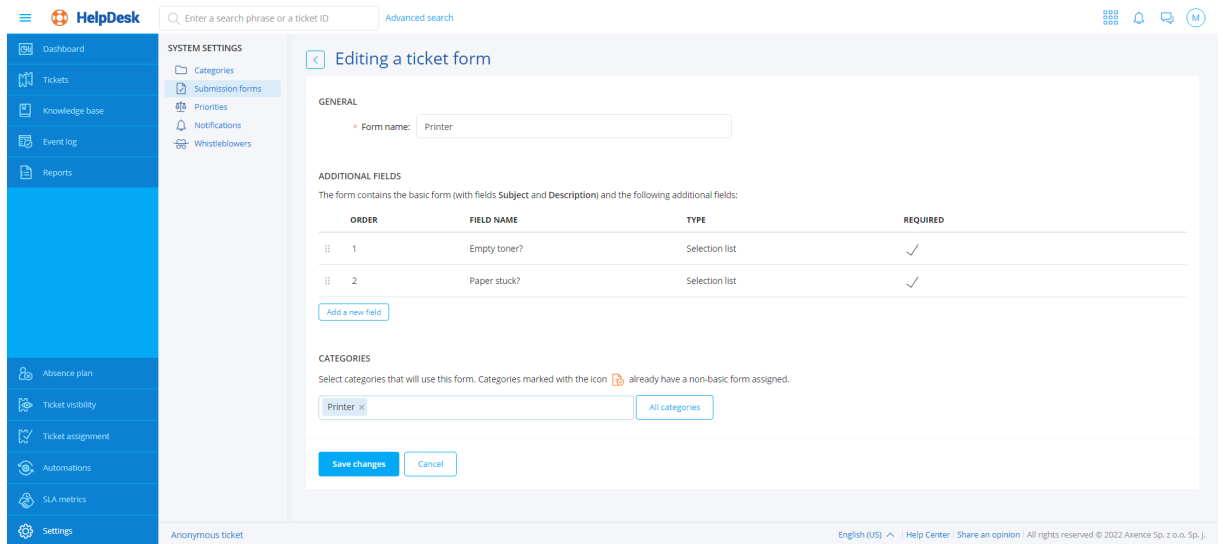 HelpDesk
Enter a search phrase or a ticket ID
Advanced search
M
Dashboard
Tickets
Knowledge base
Event log
Reports
Absence plan
Ticket visibility
Ticket assignment
Automations
SLA metrics
Settings
SYSTEM SETTINGS
Categories
Submission forms
Priorities
Notifications
Whistleblowers
Editing a ticket form
GENERAL
* Form name: Printer
ADDITIONAL FIELDS
The form contains the basic form (with fields Subject and Description) and the following additional fields:
ORDER FIELD NAME TYPE REQUIRED
1 Empty toner? Selection list
2 Paper stuck? Selection list
Add a new field
CATEGORIES
Select categories that will use this form. Categories marked with the icon already have a non-basic form assigned.
Printer × All categories
Save changes Cancel
Anonymous ticket
English (US) Help Center | Share an opinion | All rights reserved © 2022 Axence Sp. z o.o. Sp. j.